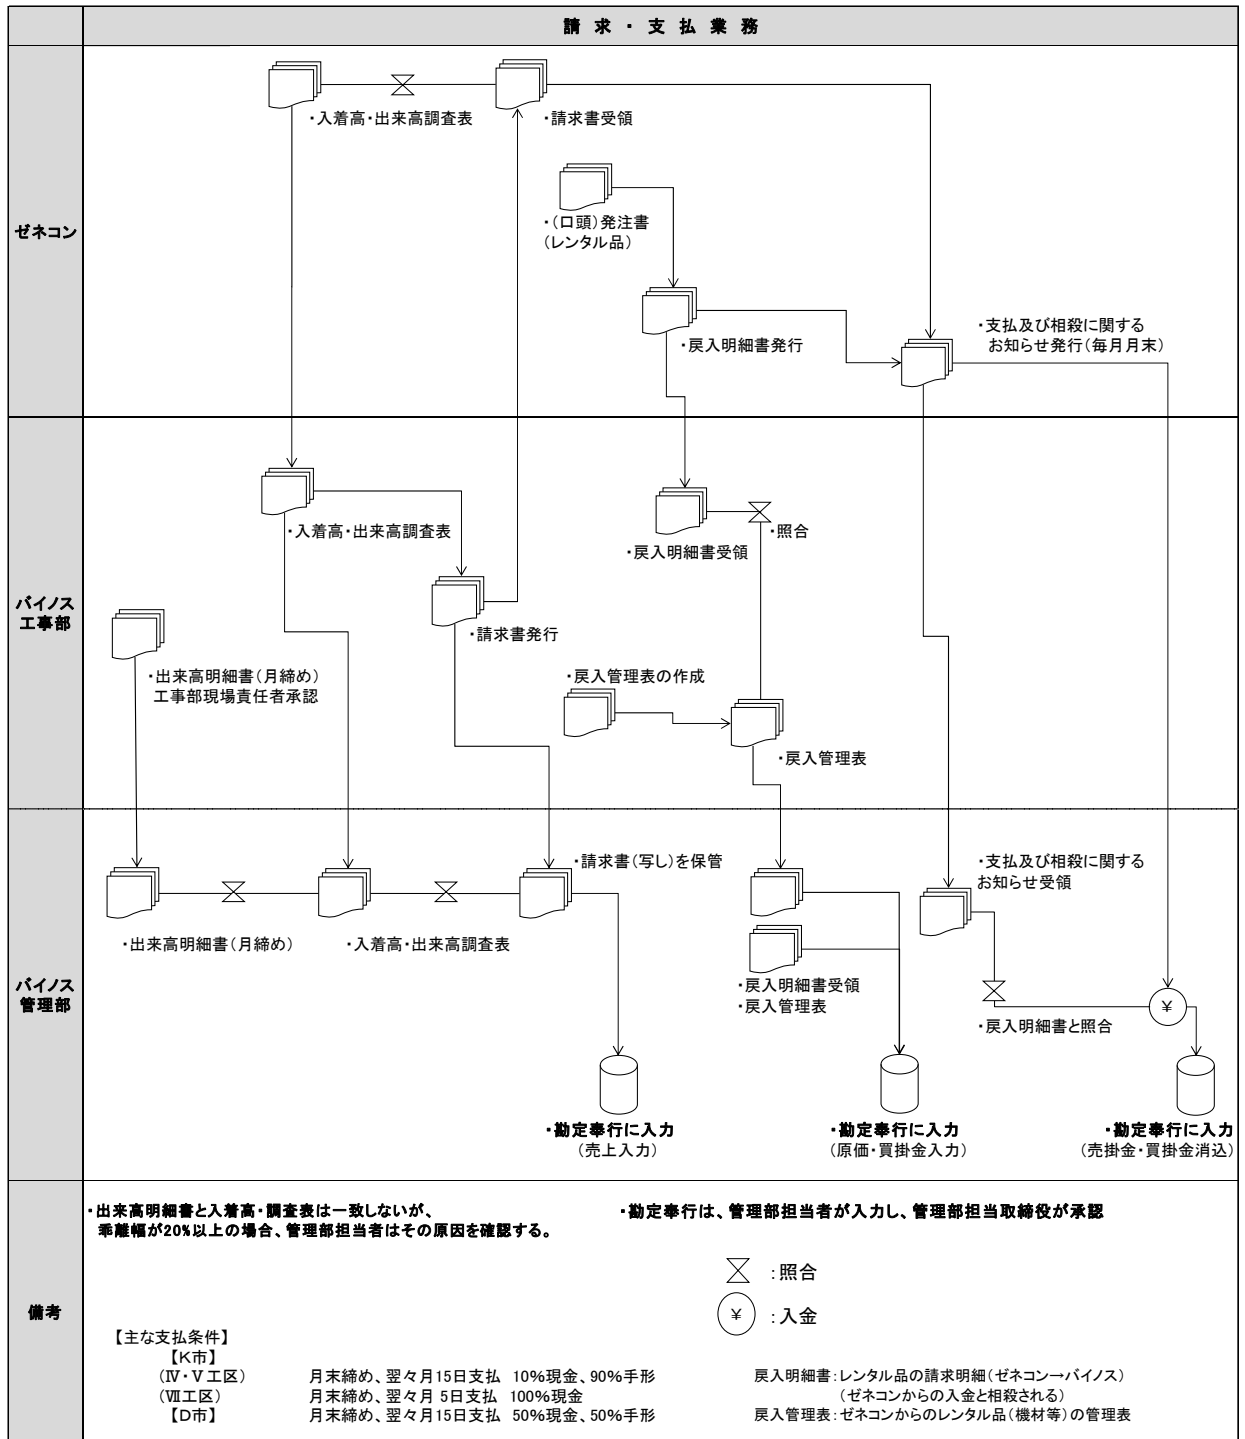 請 求 ・ 支 払 業 務
ゼネコン
・入着高・出来高調査表
・請求書受領
・(口頭)発注書
(レンタル品)
・戻入明細書発行
・支払及び相殺に関する
お知らせ発行(毎月月末)
バイノス
工事部
・入着高・出来高調査表
・戻入明細書受領
・照合
・請求書発行
・出来高明細書(月締め)
工事部現場責任者承認
・戻入管理表の作成
・戻入管理表
バイノス
管理部
・請求書(写し)を保管
・支払及び相殺に関する
お知らせ受領
・出来高明細書(月締め)
・入着高・出来高調査表
・戻入明細書受領
・戻入管理表
・戻入明細書と照合
¥
・勘定奉行に入力
(売上入力)
・勘定奉行に入力
(原価・買掛金入力)
・勘定奉行に入力
(売掛金・買掛金消込)
備考
・出来高明細書と入着高・調査表は一致しないが、
乖離幅が20%以上の場合、管理部担当者はその原因を確認する。
・勘定奉行は、管理部担当者が入力し、管理部担当取締役が承認
:照合
¥ :入金
【主な支払条件】
【K市】
(Ⅳ・Ⅴ工区) 月末締め、翌々月15日支払 10%現金、90%手形
(Ⅶ工区) 月末締め、翌々月 5日支払 100%現金
【D市】 月末締め、翌々月15日支払 50%現金、50%手形
戻入明細書:レンタル品の請求明細(ゼネコン→バイノス)
(ゼネコンからの入金と相殺される)
戻入管理表:ゼネコンからのレンタル品(機材等)の管理表